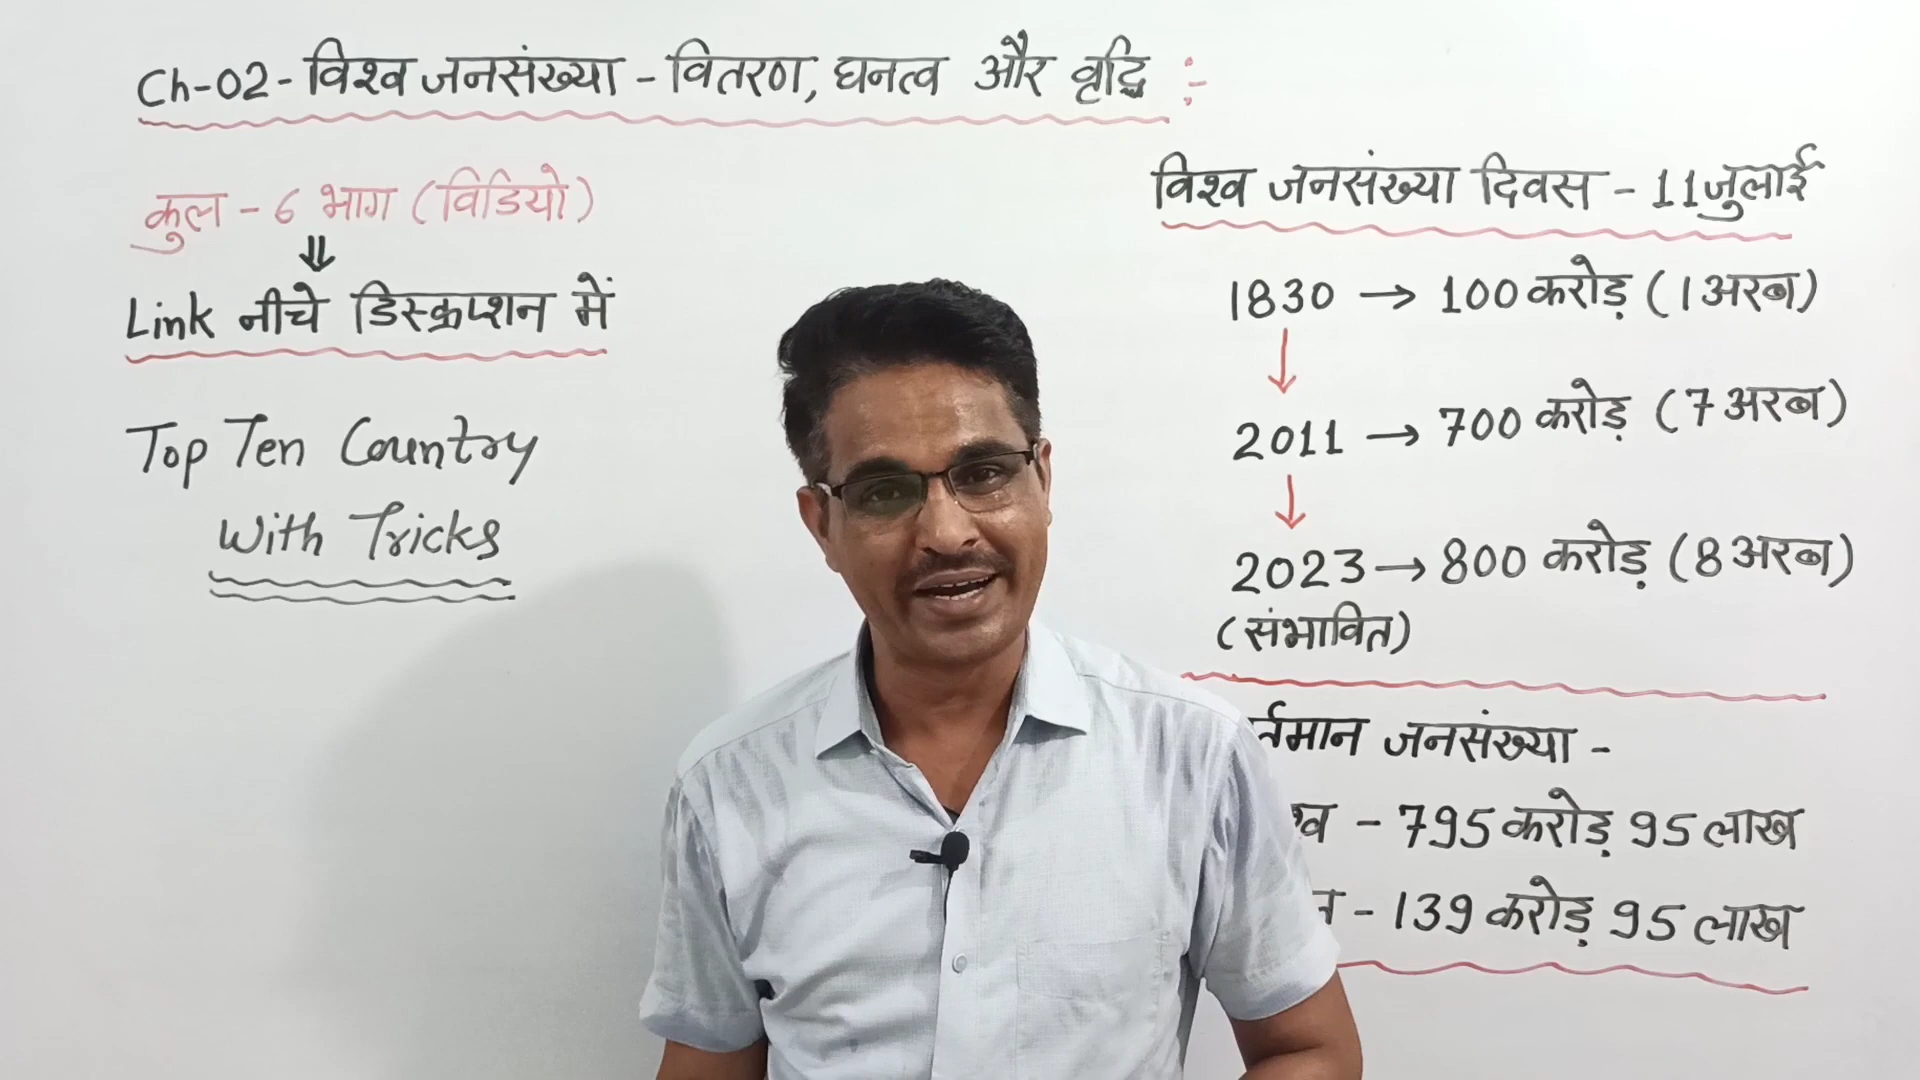 Ch-02- विश्व जनसंख्या - वितरण, घनत्व और वृद्धि :-
कुल - 6 भाग (विडियो)
⇓
Link नीचे डिस्क्रप्शन में
Top Ten Country
With Tricks
विश्व जनसंख्या दिवस - 11जुलाई
1830 → 100 करोड़ (1 अरब)
↓
2011 → 700 करोड़ (7 अरब)
↓
2023 → 800 करोड़ (8 अरब)
(संभावित)
र्तमान जनसंख्या -
श्व - 795 करोड़ 95 लाख
त - 139 करोड़ 95 लाख